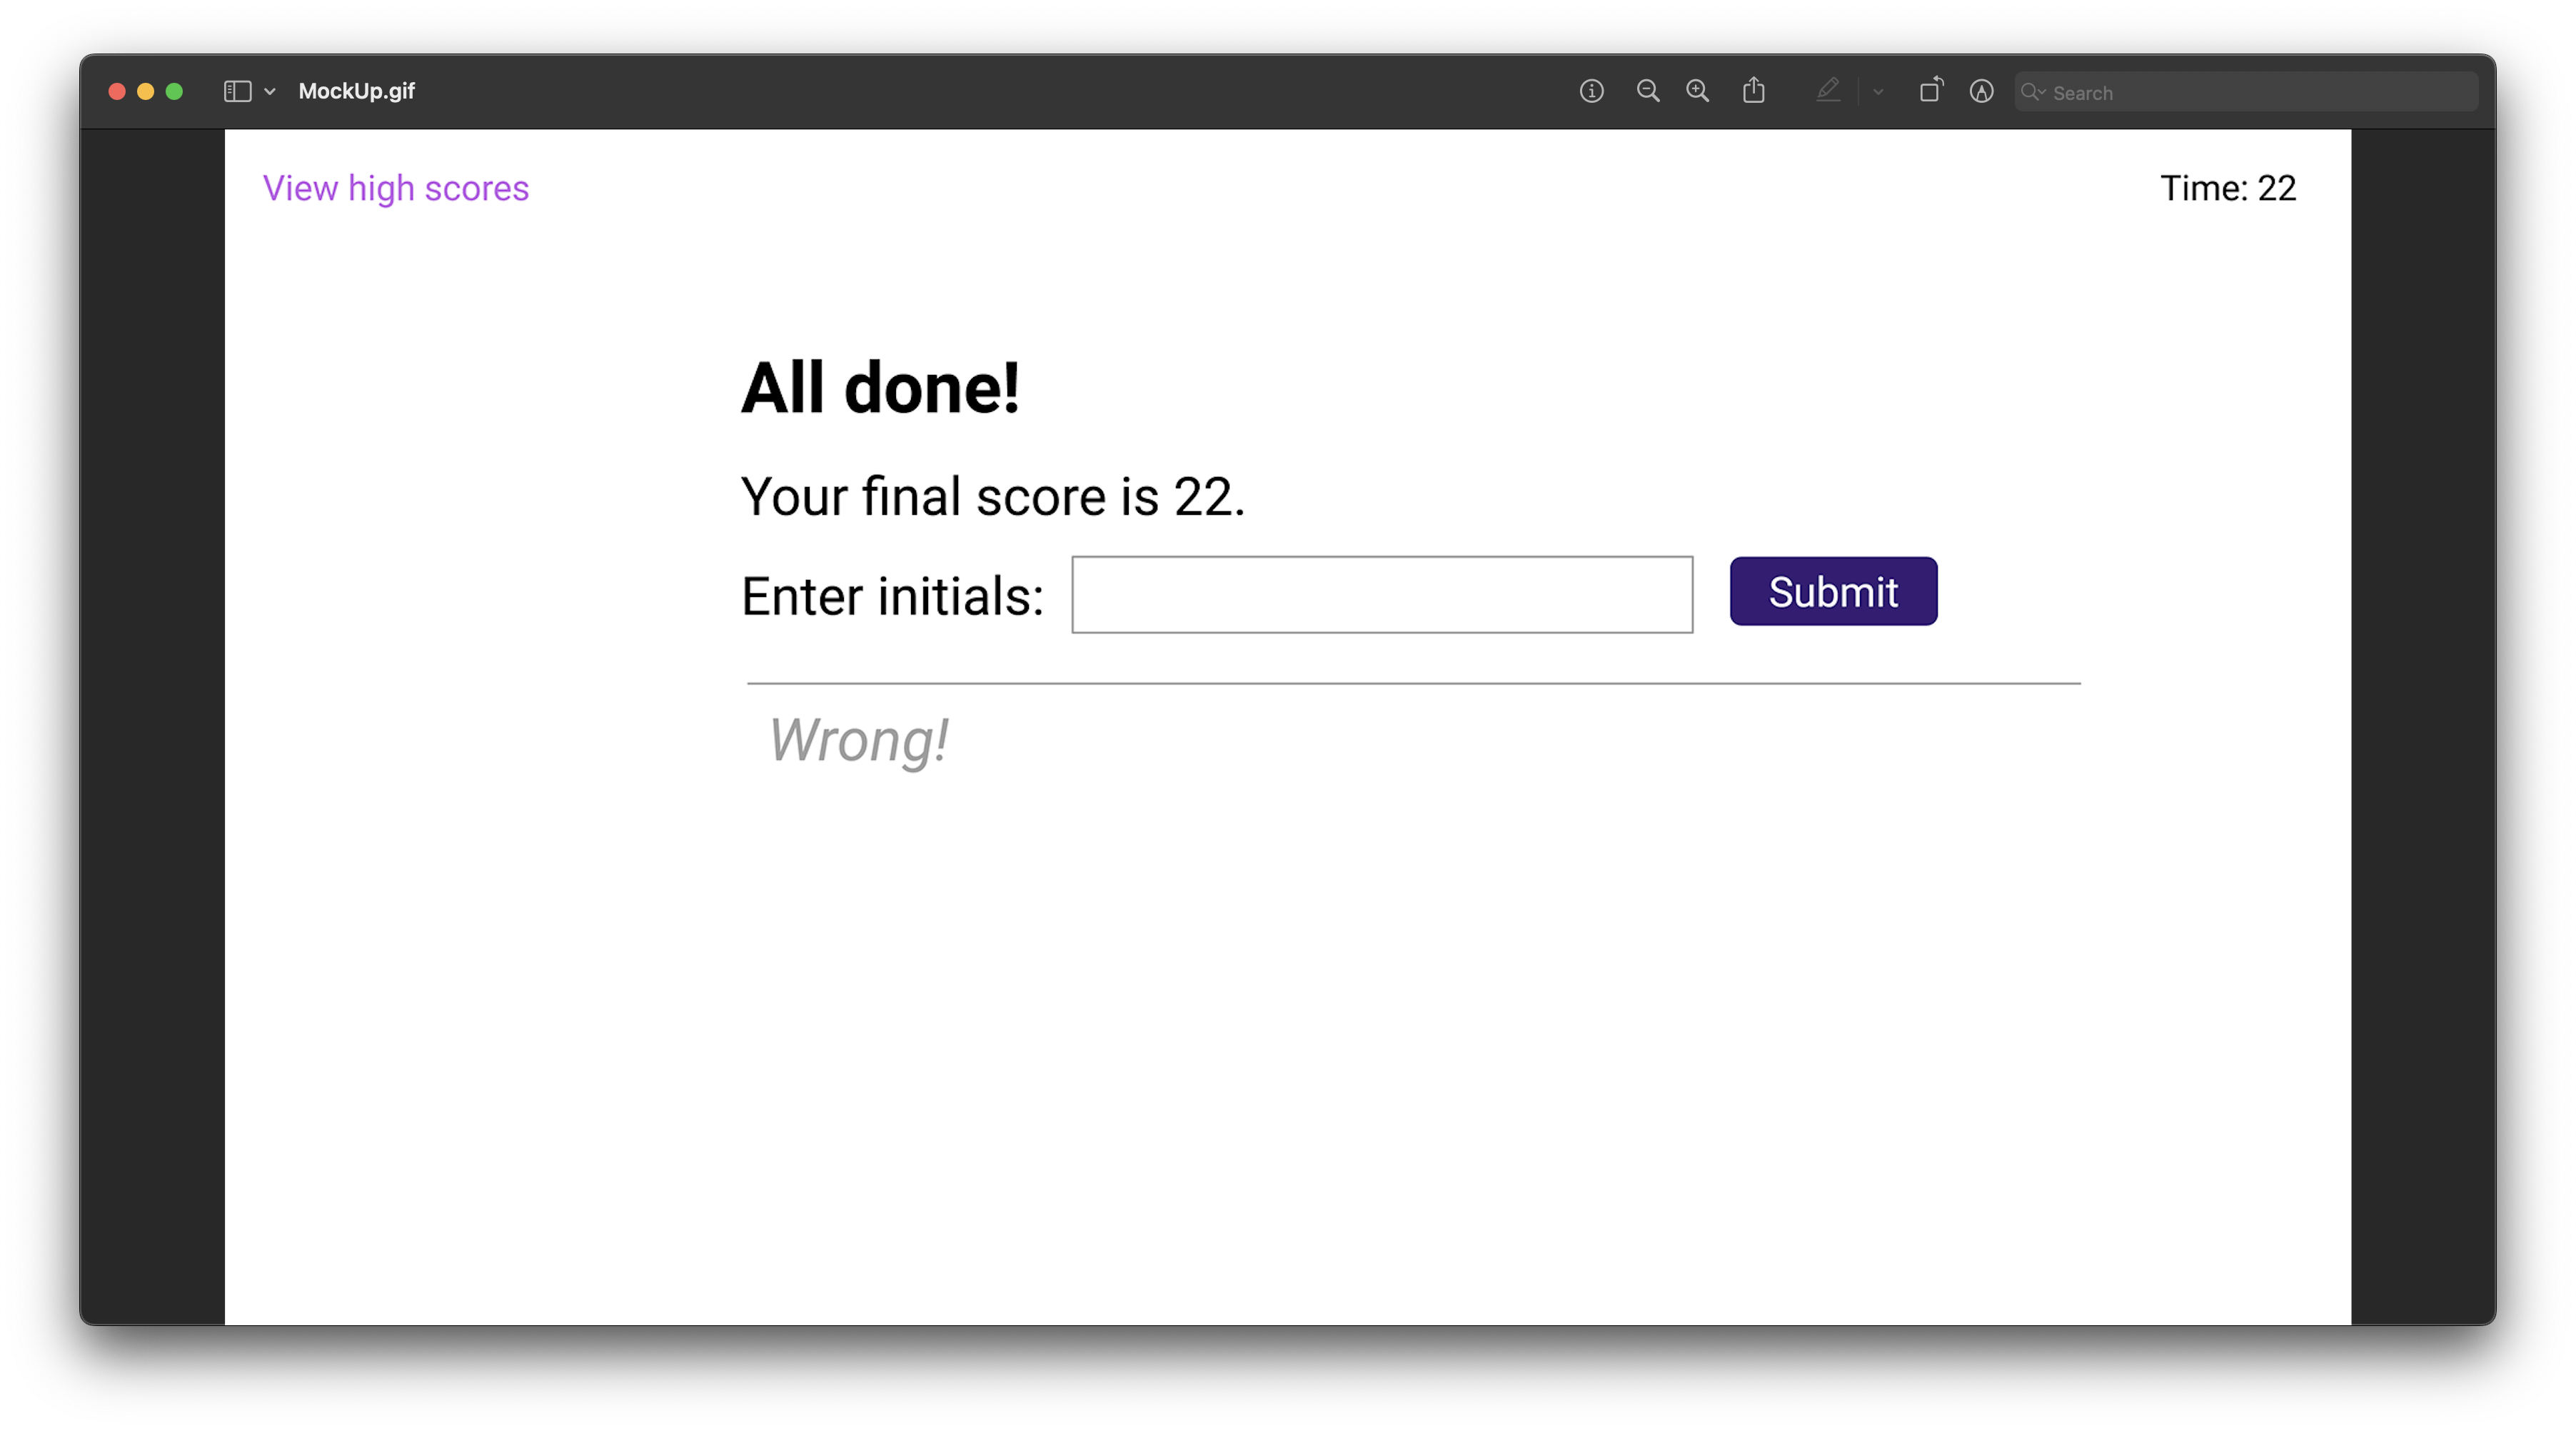 MockUp.gif
Search
View high scores
Time: 22
All done!
Your final score is 22.
Enter initials:
Submit
Wrong!